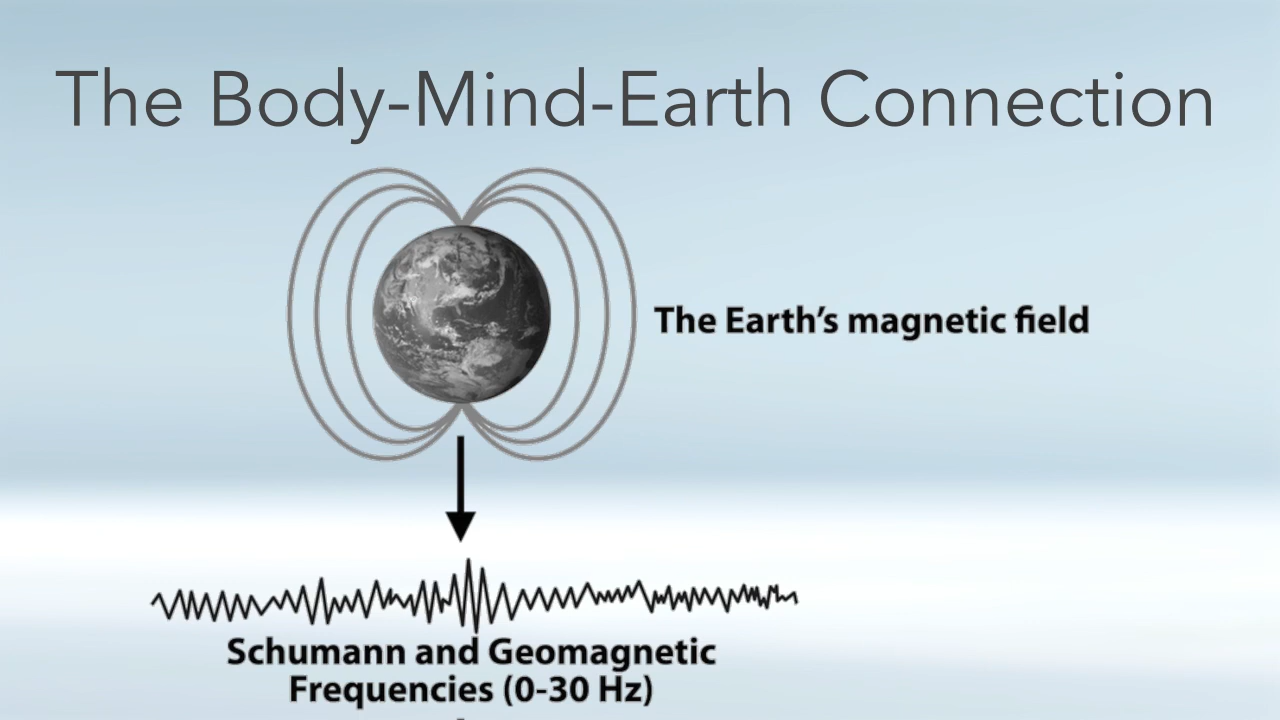 The Body-Mind-Earth Connection
The Earth's magnetic field
Schumann and Geomagnetic
Frequencies (0-30 Hz)